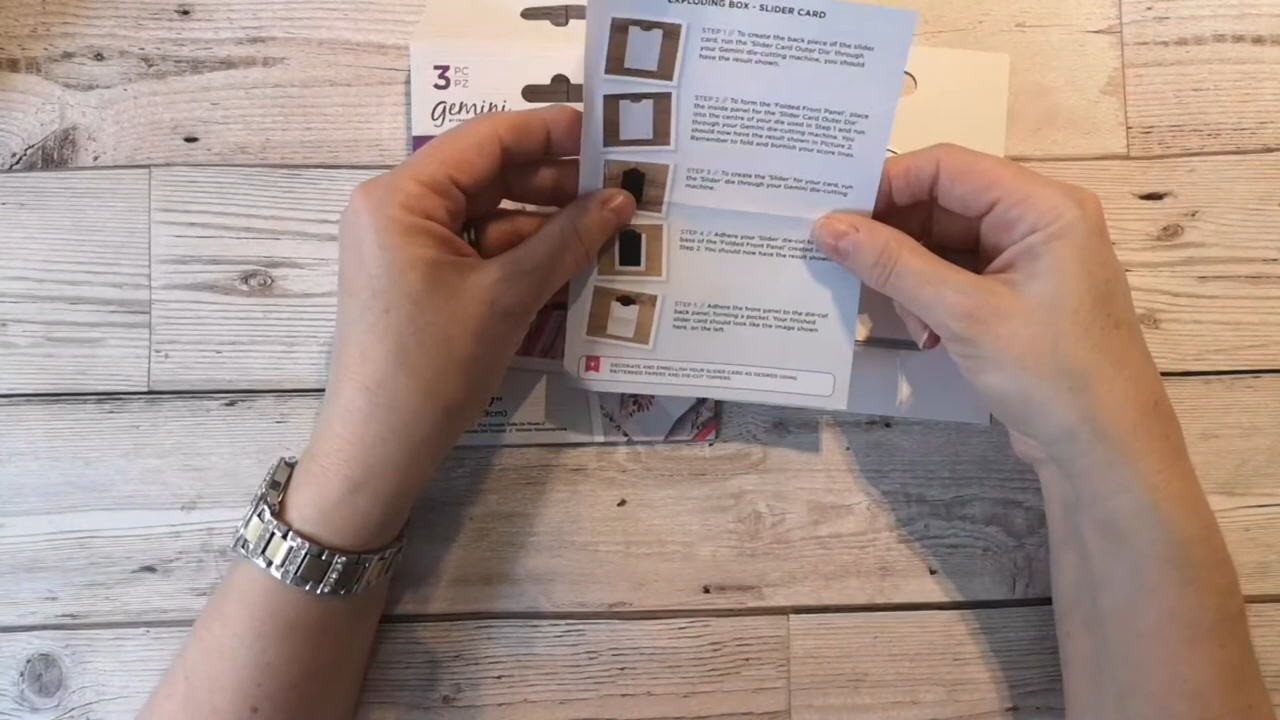 EXPLODING BOX - SLIDER CARD
STEP 1 // To create the back piece of the slider
card, run the 'Slider Card Outer Die' through
your Gemini die-cutting machine, you should
have the result shown.
STEP 2 // To form the 'Folded Front Panel', place
the inside panel for the 'Slider Card Outer Die'
into the centre of your die used in Step 1 and run
through your Gemini die-cutting machine. You
should now have the result shown in Picture 2.
Remember to fold and burnish your score lines.
STEP 3 // To create the 'Slider' for your card, run
the 'Slider' die through your Gemini die-cutting
machine.
STEP 4 // Adhere your 'Slider' die-cut to
base of the 'Folded Front Panel' created
Step 2. You should now have the result shown
STEP 5 // Adhere the front panel to the die-cut
back panel, forming a pocket. Your finished
slider card should look like the image shown
here, on the left.
DECORATE AND EMBELLISH YOUR SLIDER CARD AS DESIRED USING
PATTERNED PAPERS AND DIE-CUT TOPPERS.
3 PC
PZ
gemini